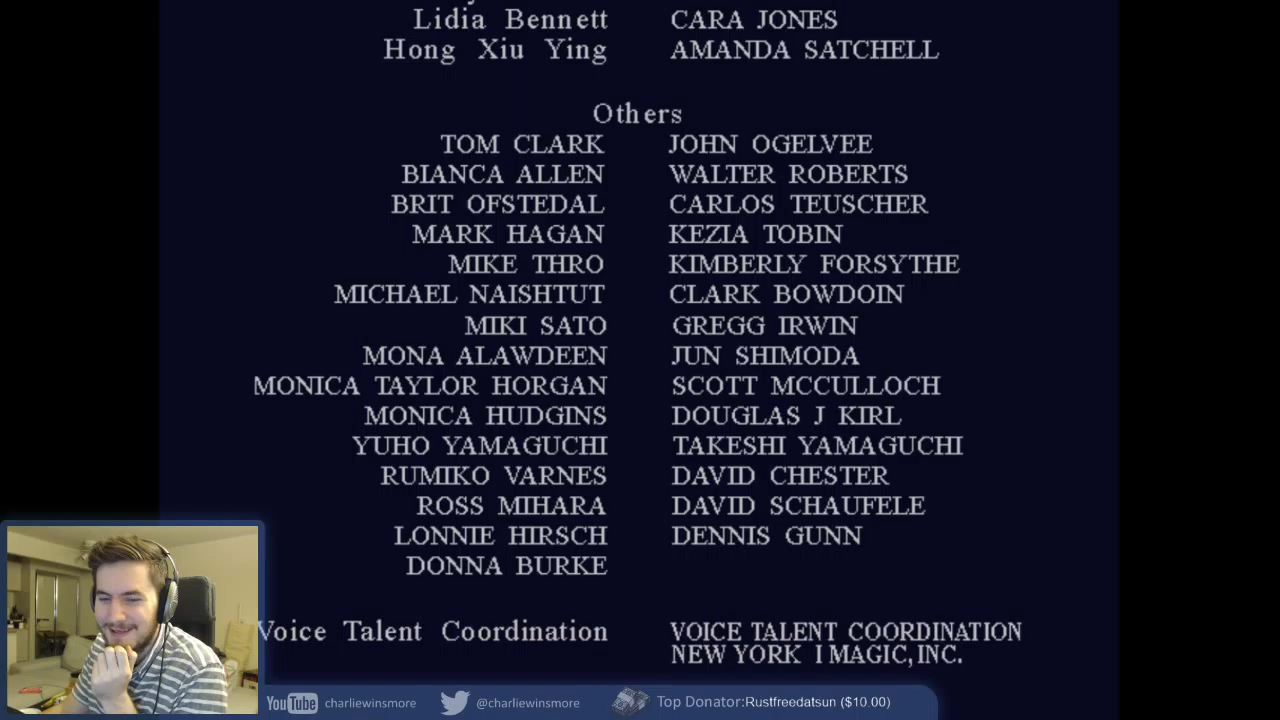 Lidia Bennett CARA JONES
Hong Xiu Ying AMANDA SATCHELL
Others
TOM CLARK JOHN OGELVEE
BIANCA ALLEN WALTER ROBERTS
BRIT OFSTEDAL CARLOS TEUSCHER
MARK HAGAN KEZIA TOBIN
MIKE THRO KIMBERLY FORSYTHE
MICHAEL NAISHTUT CLARK BOWDOIN
MIKI SATO GREGG IRWIN
MONA ALAWDEEN JUN SHIMODA
MONICA TAYLOR HORGAN SCOTT MCCULLOCH
MONICA HUDGINS DOUGLAS J KIRL
YUHO YAMAGUCHI TAKESHI YAMAGUCHI
RUMIKO VARNES DAVID CHESTER
ROSS MIHARA DAVID SCHAUFELE
LONNIE HIRSCH DENNIS GUNN
DONNA BURKE
Voice Talent Coordination VOICE TALENT COORDINATION
NEW YORK I MAGIC, INC.
YouTube charliewinsmore @charliewinsmore Top Donator:Rustfreedatsun ($10.00)